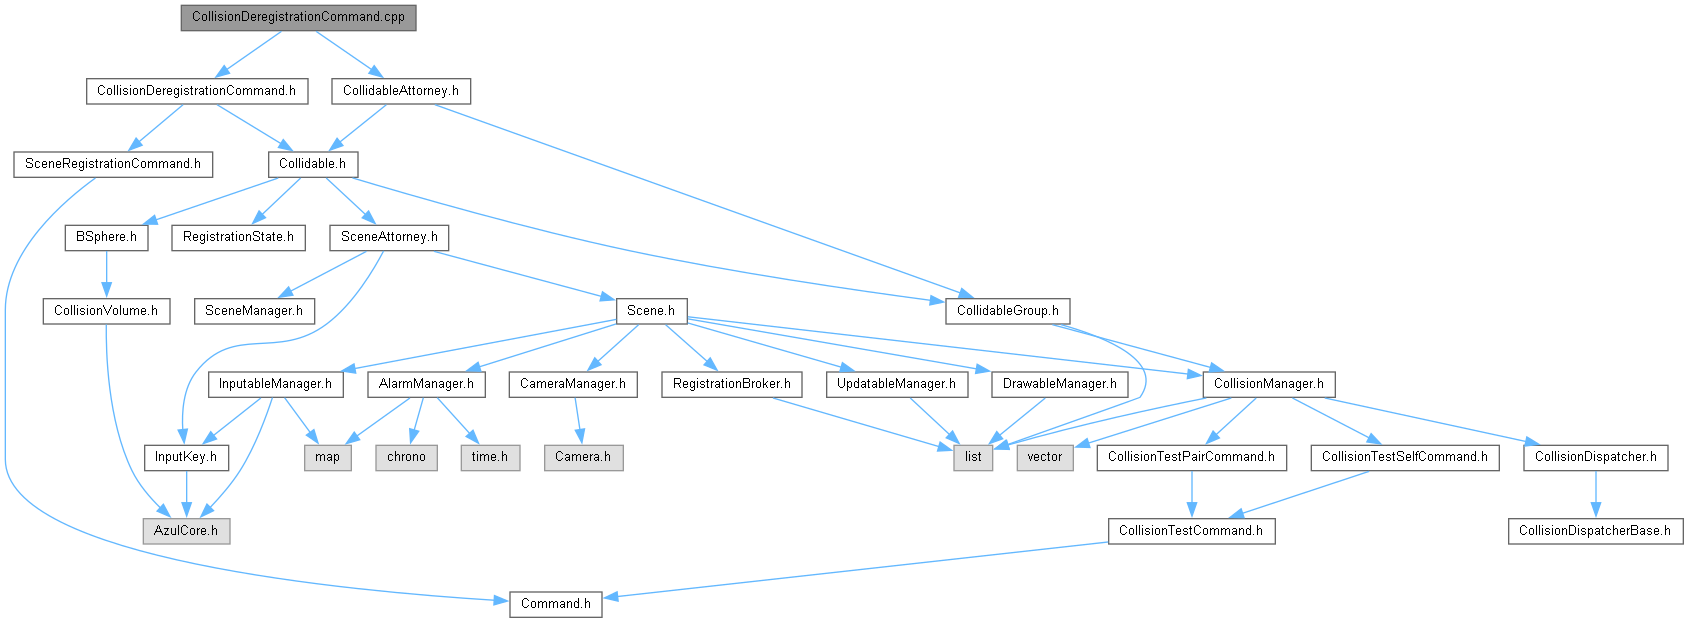 CollisionDeregistrationCommand.cpp
CollisionDeregistrationCommand.h
CollidableAttorney.h
SceneRegistrationCommand.h
Collidable.h
BSphere.h
RegistrationState.h
SceneAttorney.h
CollisionVolume.h
SceneManager.h
Scene.h
CollidableGroup.h
InputableManager.h
AlarmManager.h
CameraManager.h
RegistrationBroker.h
UpdatableManager.h
DrawableManager.h
CollisionManager.h
InputKey.h
map
chrono
time.h
Camera.h
list
vector
CollisionTestPairCommand.h
CollisionTestSelfCommand.h
CollisionDispatcher.h
AzulCore.h
CollisionTestCommand.h
CollisionDispatcherBase.h
Command.h